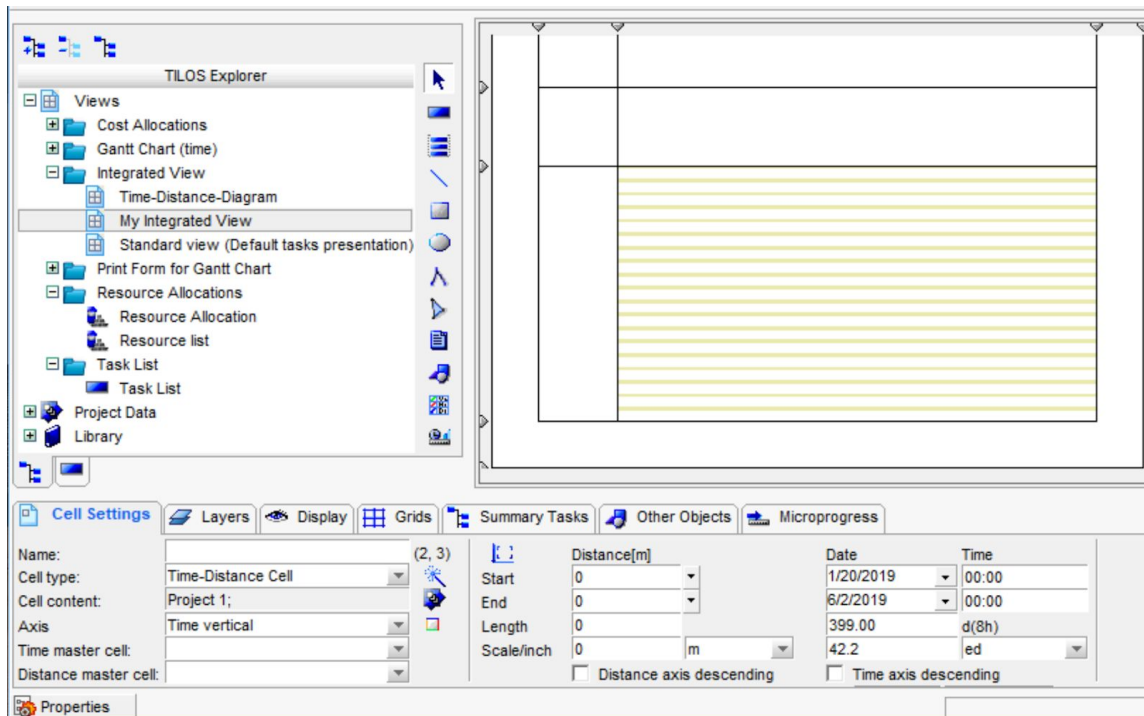 TILOS Explorer
Views
Cost Allocations
Gantt Chart (time)
Integrated View
Time-Distance-Diagram
My Integrated View
Standard view (Default tasks presentation)
Print Form for Gantt Chart
Resource Allocations
Resource Allocation
Resource list
Task List
Task List
Project Data
Library
Cell Settings Layers Display Grids Summary Tasks Other Objects Microprogress
Name: (2, 3) Distance[m] Date Time
Cell type: Time-Distance Cell Start 0 1/20/2019 00:00
Cell content: Project 1; End 0 6/2/2019 00:00
Axis Time vertical Length 0 399.00 d(8h)
Time master cell: Scale/inch 0 m 42.2 ed
Distance master cell: Distance axis descending Time axis descending
Properties